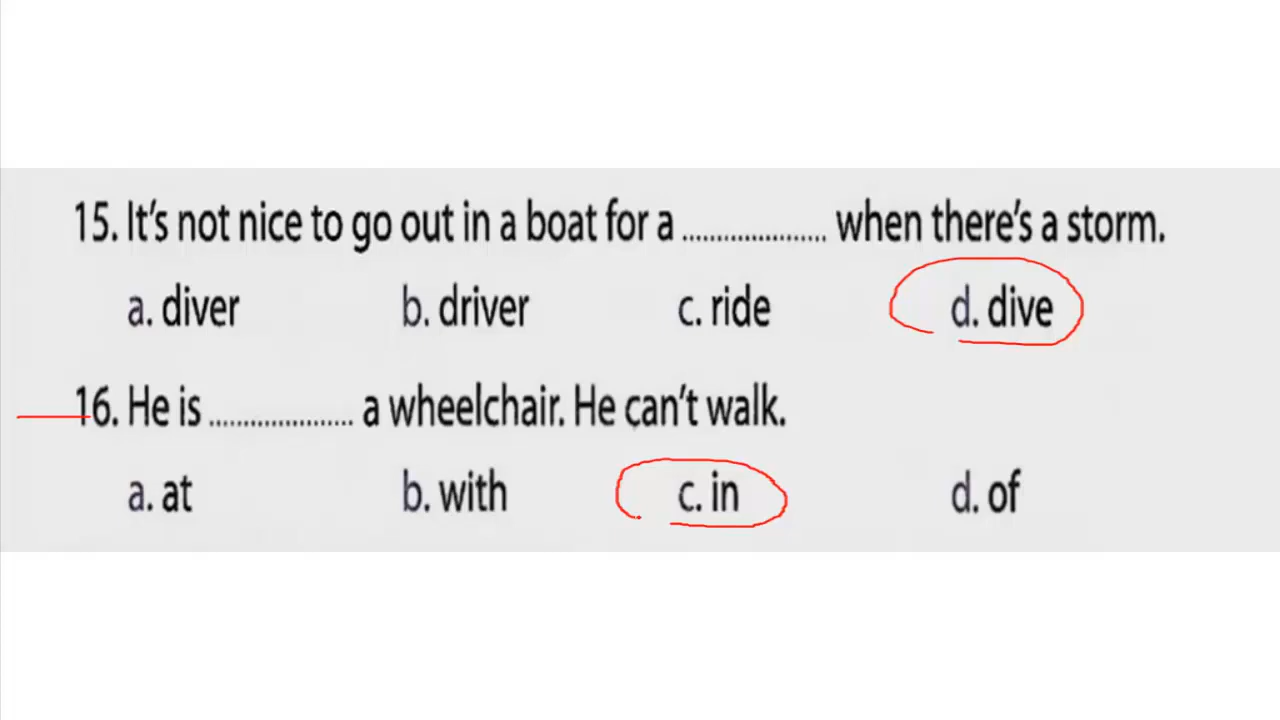 15. It's not nice to go out in a boat for a ..................... when there's a storm.
a. diver b. driver c. ride d. dive
16. He is ..................... a wheelchair. He can't walk.
a. at b. with c. in d. of